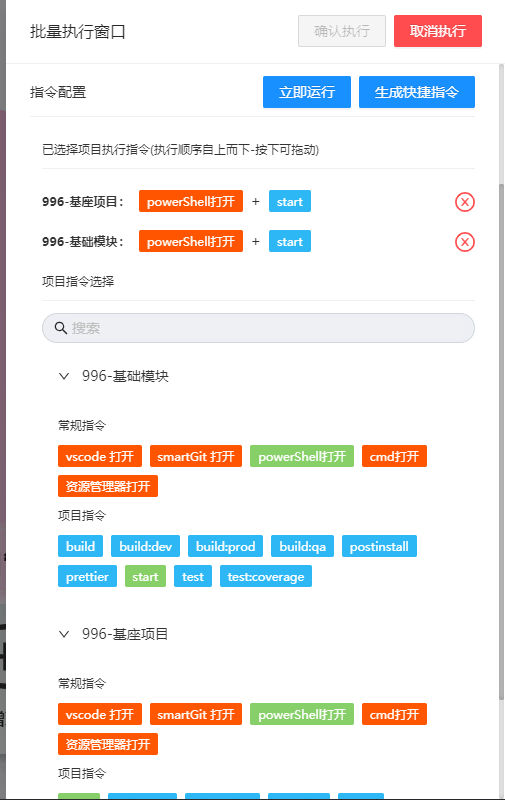 批量执行窗口 确认执行 取消执行
指令配置 立即运行 生成快捷指令
已选择项目执行指令(执行顺序自上而下-按下可拖动)
996-基座项目： powerShell打开 + start
996-基础模块： powerShell打开 + start
项目指令选择
搜索
996-基础模块
常规指令
vscode 打开 smartGit 打开 powerShell打开 cmd打开
资源管理器打开
项目指令
build build:dev build:prod build:qa postinstall
prettier start test test:coverage
996-基座项目
常规指令
vscode 打开 smartGit 打开 powerShell打开 cmd打开
资源管理器打开
项目指令